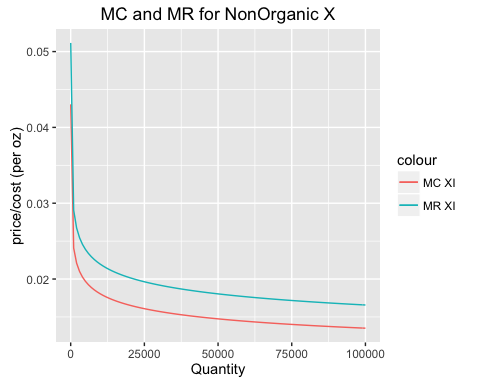 MC and MR for NonOrganic X
price/cost (per oz)
0.05
0.04
0.03
0.02
0
25000
50000
75000
100000
Quantity
colour
MC XI
MR XI